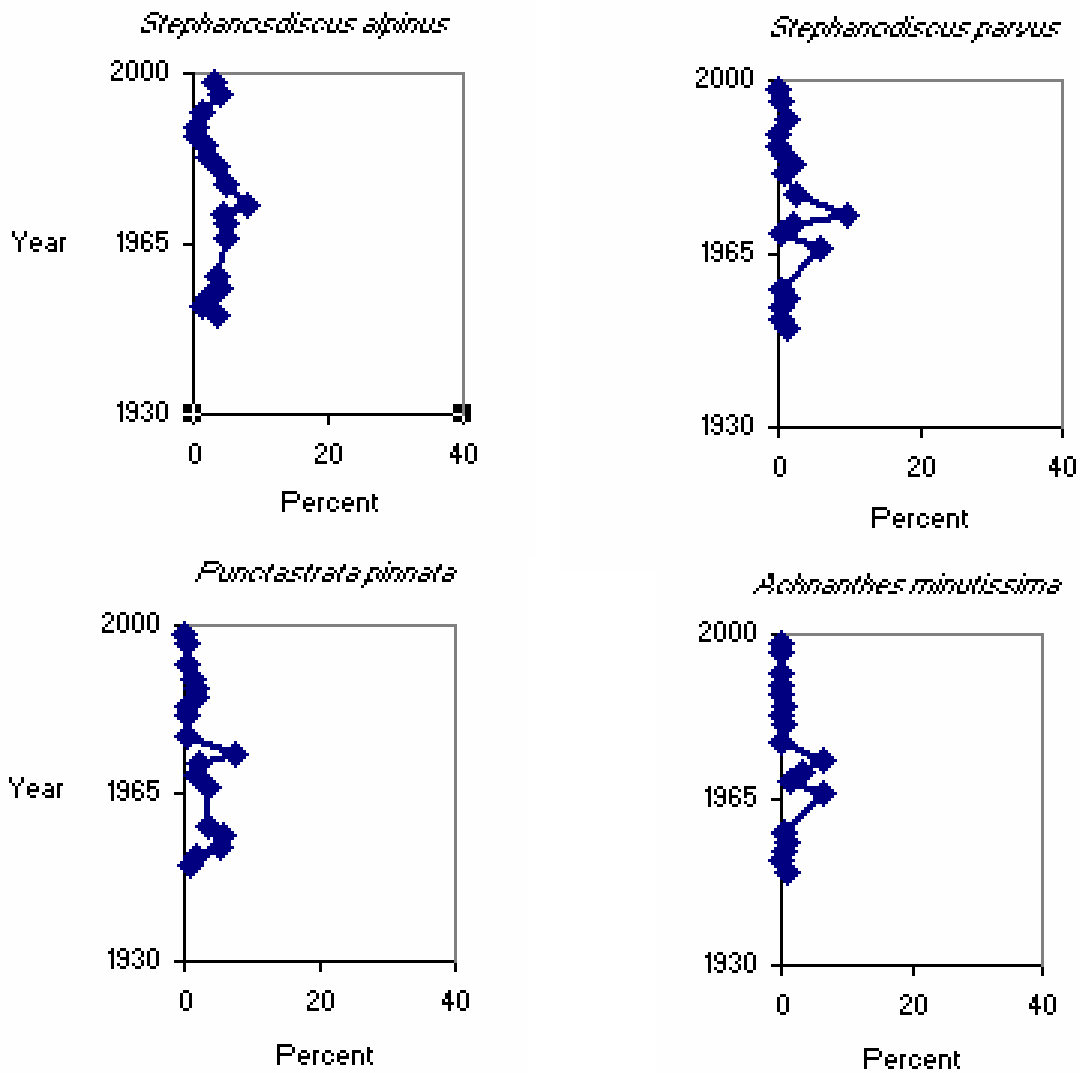 Stephanosdiscus alpinus
2000
Year
1965
1930
0 20 40
Percent
Stephanodiscus parvus
2000
1965
1930
0 20 40
Percent
Punctastrata pinnata
2000
Year
1965
1930
0 20 40
Percent
Achnanthes minutissima
2000
1965
1930
0 20 40
Percent